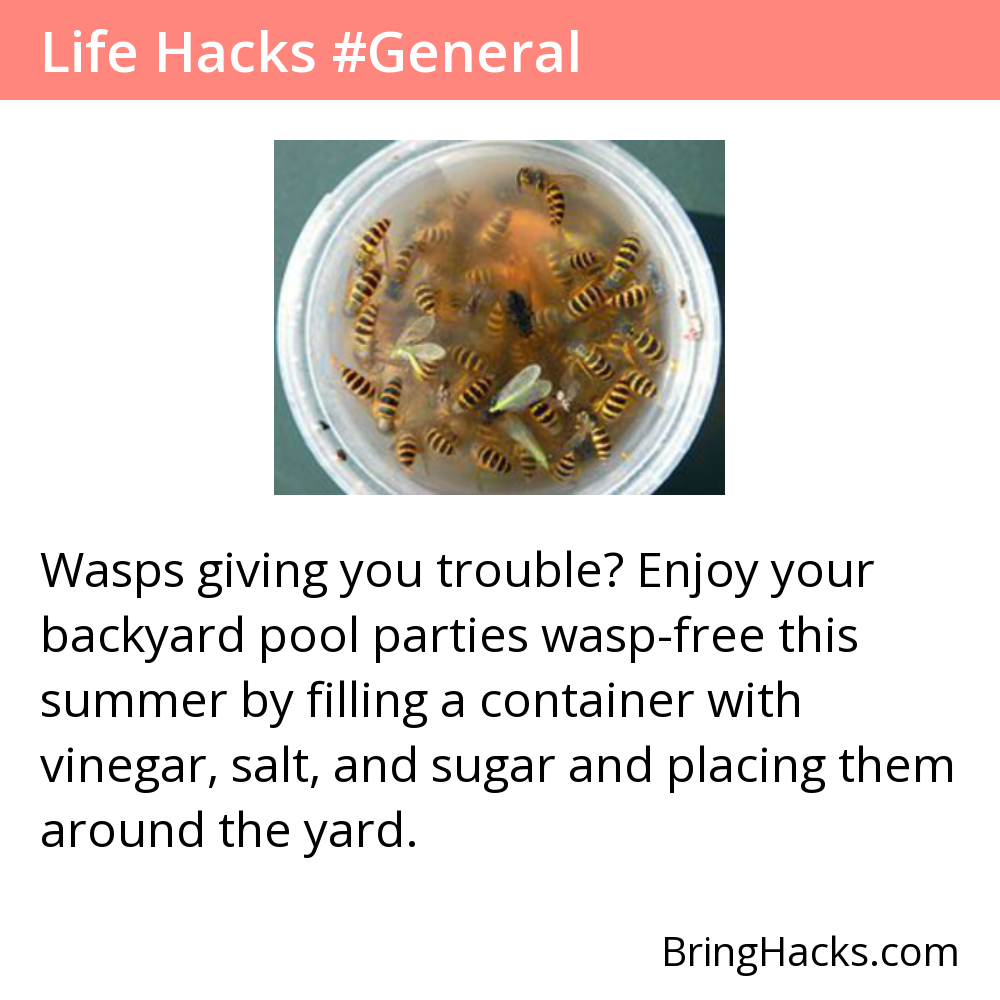 Life Hacks #General
Wasps giving you trouble? Enjoy your
backyard pool parties wasp-free this
summer by filling a container with
vinegar, salt, and sugar and placing them
around the yard.
BringHacks.com